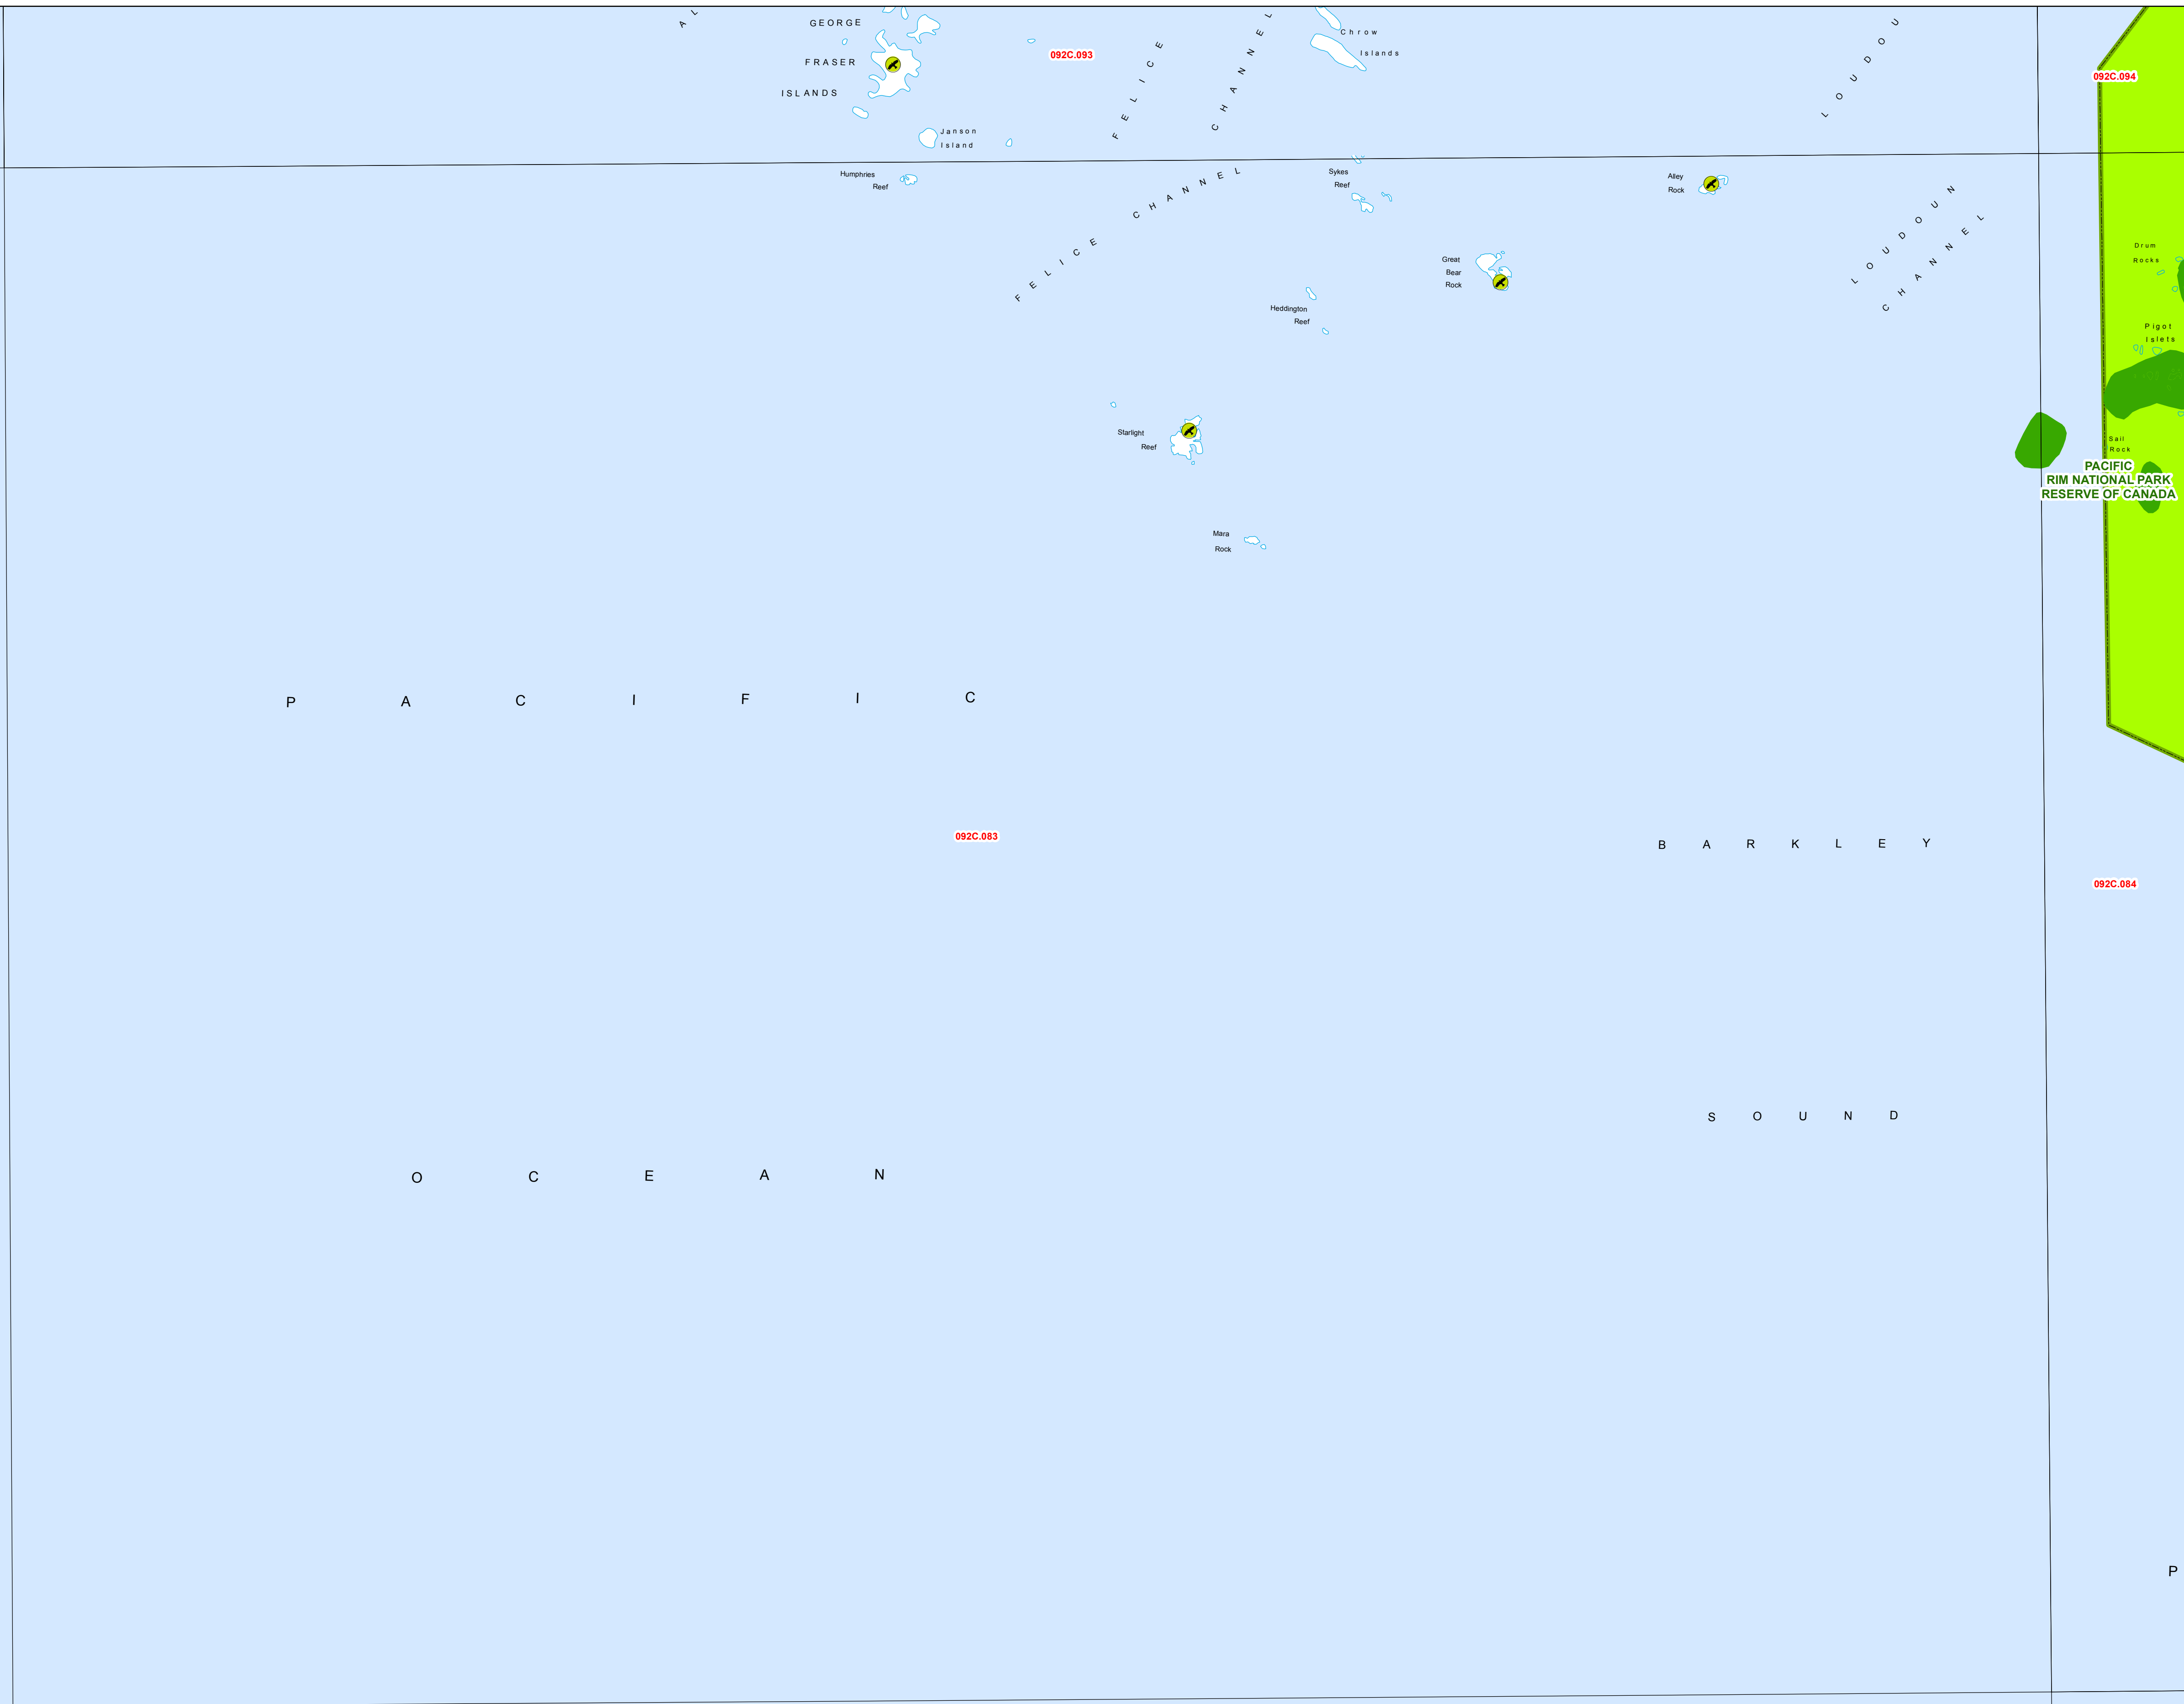 A L
GEORGE
FRASER
ISLANDS
092C.093
FELICE
CHANNEL
Chrow
Islands
LOUDOU
092C.094
Janson
Island
Humphries
Reef
FELICE CHANNEL
Sykes
Reef
Alley
Rock
LOUDOUN
CHANNEL
Great
Bear
Rock
Heddington
Reef
Drum
Rocks
Pigot
Islets
Starlight
Reef
Sail
Rock
PACIFIC
RIM NATIONAL PARK
RESERVE OF CANADA
Mara
Rock
PACIFIC
092C.083
BARKLEY
092C.084
SOUND
OCEAN
P